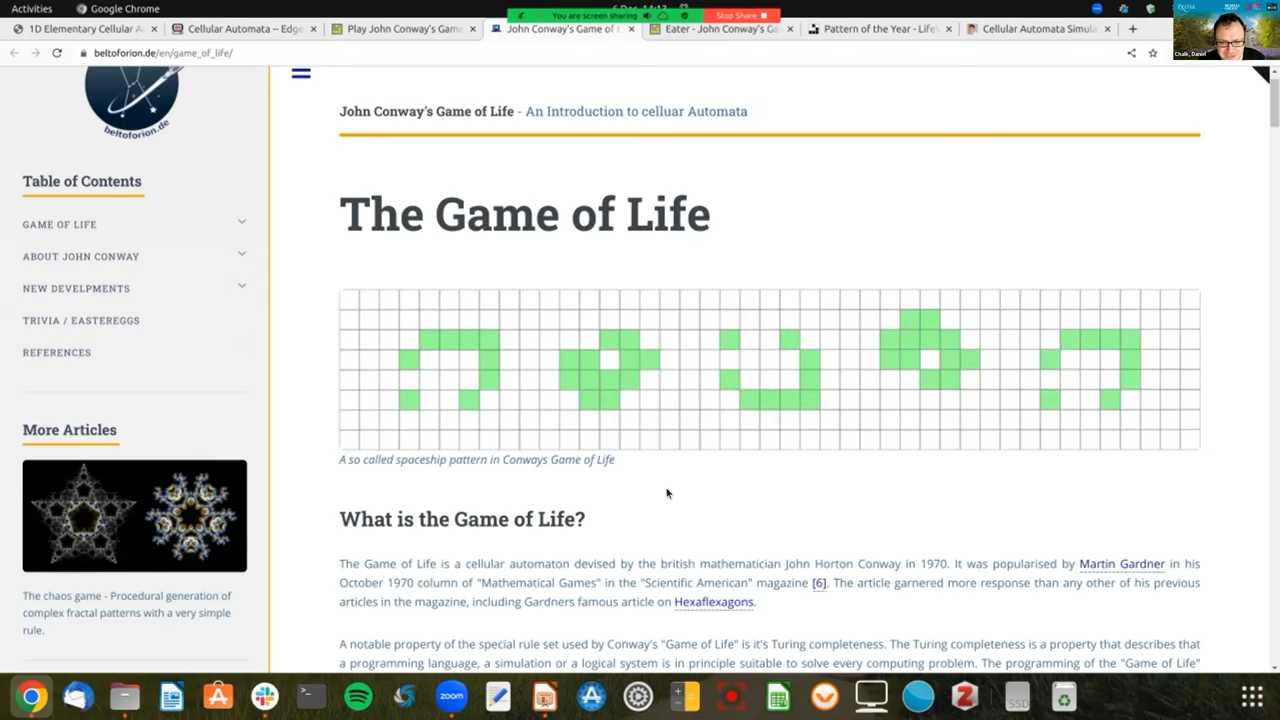 Activities
Google Chrome
6 Dec 14:13
You are screen sharing
Stop Share
1D Elementary Cellular A
Cellular Automata – Edge
Play John Conway's Game
John Conway's Game of L
Eater - John Conway's Ga
Pattern of the Year - Life
Cellular Automata Simula
beltoforion.de/en/game_of_life/
Chalk, Daniel
beltoforion.de
John Conway's Game of Life - An Introduction to celluar Automata
Table of Contents
GAME OF LIFE
ABOUT JOHN CONWAY
NEW DEVELPMENTS
TRIVIA / EASTEREGGS
REFERENCES
More Articles
The chaos game - Procedural generation of
complex fractal patterns with a very simple
rule.
The Game of Life
A so called spaceship pattern in Conways Game of Life
What is the Game of Life?
The Game of Life is a cellular automaton devised by the british mathematician John Horton Conway in 1970. It was popularised by Martin Gardner in his
October 1970 column of "Mathematical Games" in the "Scientific American" magazine [6]. The article garnered more response than any other of his previous
articles in the magazine, including Gardners famous article on Hexaflexagons.
A notable property of the special rule set used by Conway's "Game of Life" is it's Turing completeness. The Turing completeness is a property that describes that
a programming language, a simulation or a logical system is in principle suitable to solve every computing problem. The programming of the "Game of Life"
zoom
SSD